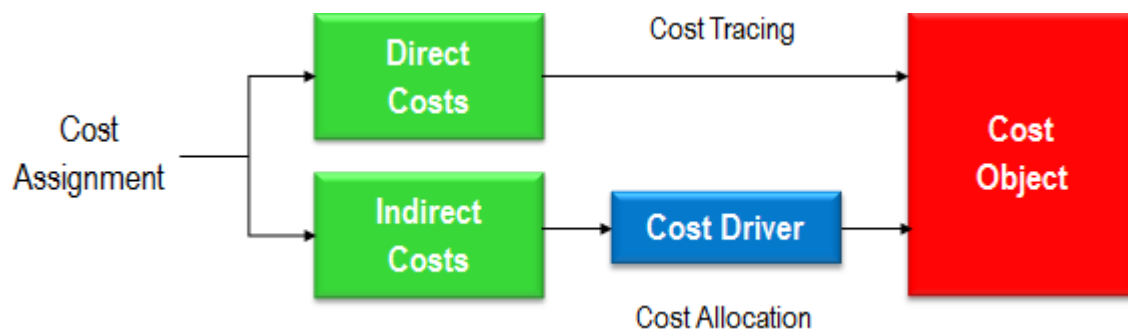 Cost
Assignment
Direct
Costs
Cost Tracing
Indirect
Costs
Cost Driver
Cost Allocation
Cost
Object